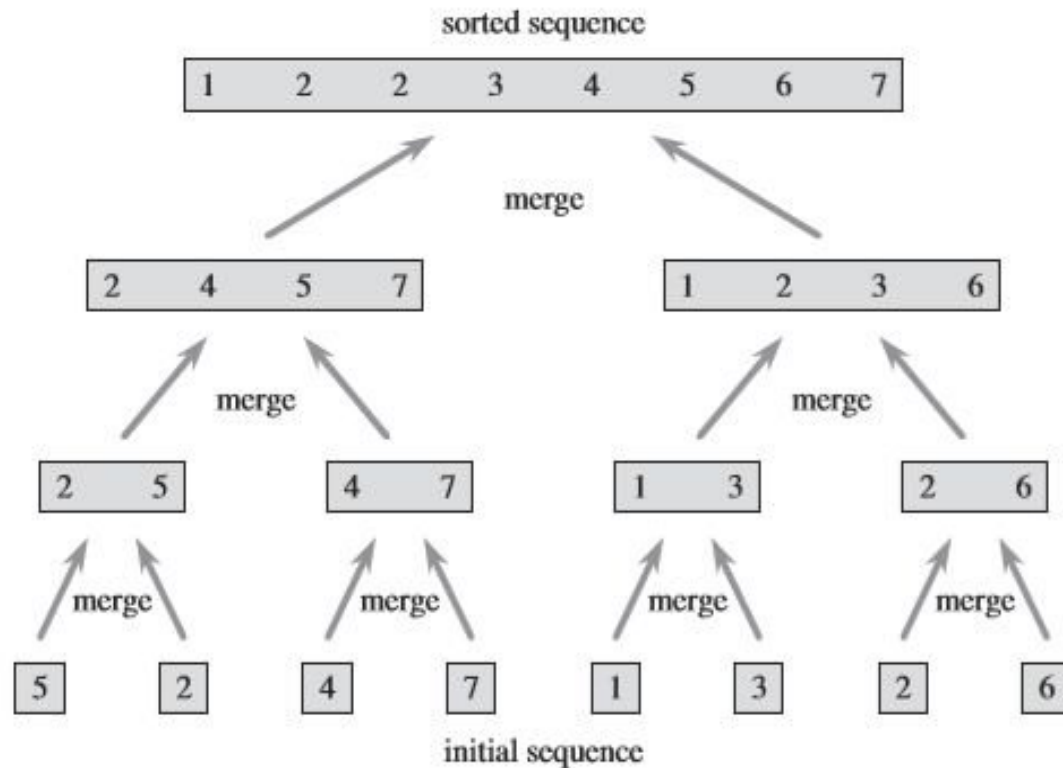 sorted sequence
1 2 2 3 4 5 6 7
merge
2 4 5 7 1 2 3 6
merge merge
2 5 4 7 1 3 2 6
merge merge merge merge
5 2 4 7 1 3 2 6
initial sequence